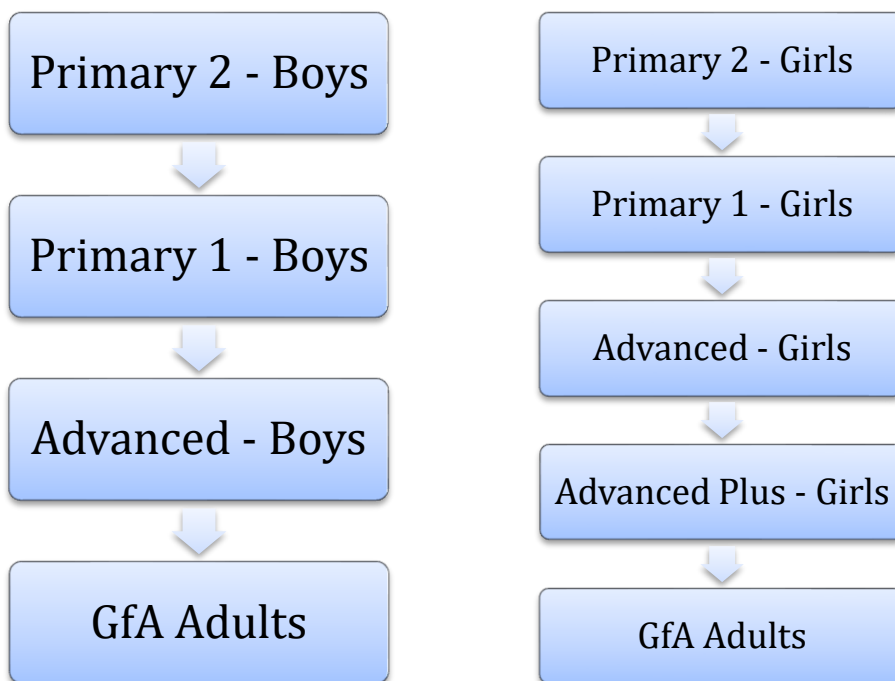 Primary 2 - Boys
Primary 1 - Boys
Advanced - Boys
GfA Adults
Primary 2 - Girls
Primary 1 - Girls
Advanced - Girls
Advanced Plus - Girls
GfA Adults